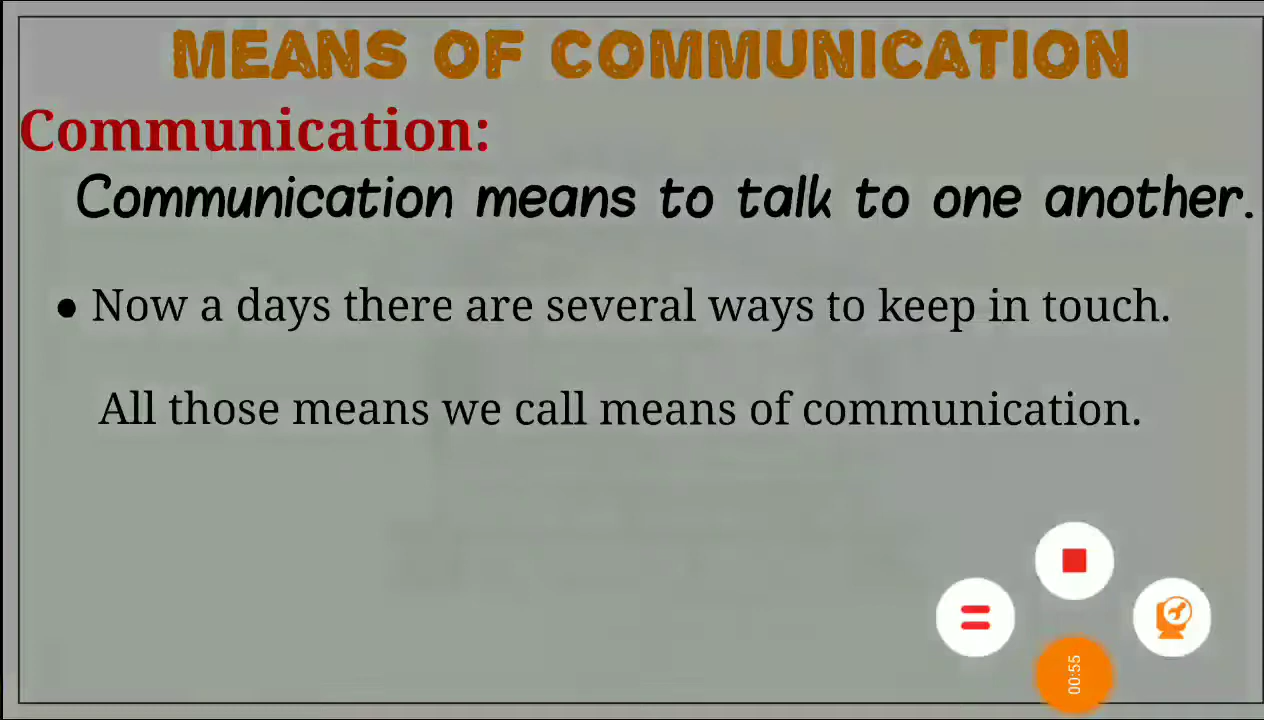 MEANS OF COMMUNICATION
Communication:
Communication means to talk to one another.
• Now a days there are several ways to keep in touch.
All those means we call means of communication.
00:55